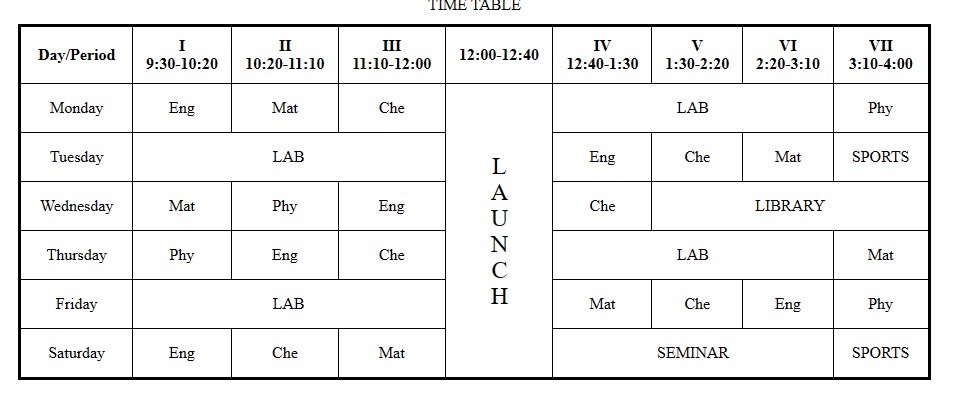 TIME TABLE
Day/Period I 9:30-10:20 II 10:20-11:10 III 11:10-12:00 12:00-12:40 IV 12:40-1:30 V 1:30-2:20 VI 2:20-3:10 VII 3:10-4:00
Monday Eng Mat Che LAUNCH LAB Phy
Tuesday LAB Eng Che Mat SPORTS
Wednesday Mat Phy Eng Che LIBRARY
Thursday Phy Eng Che LAB Mat
Friday LAB Mat Che Eng Phy
Saturday Eng Che Mat SEMINAR SPORTS